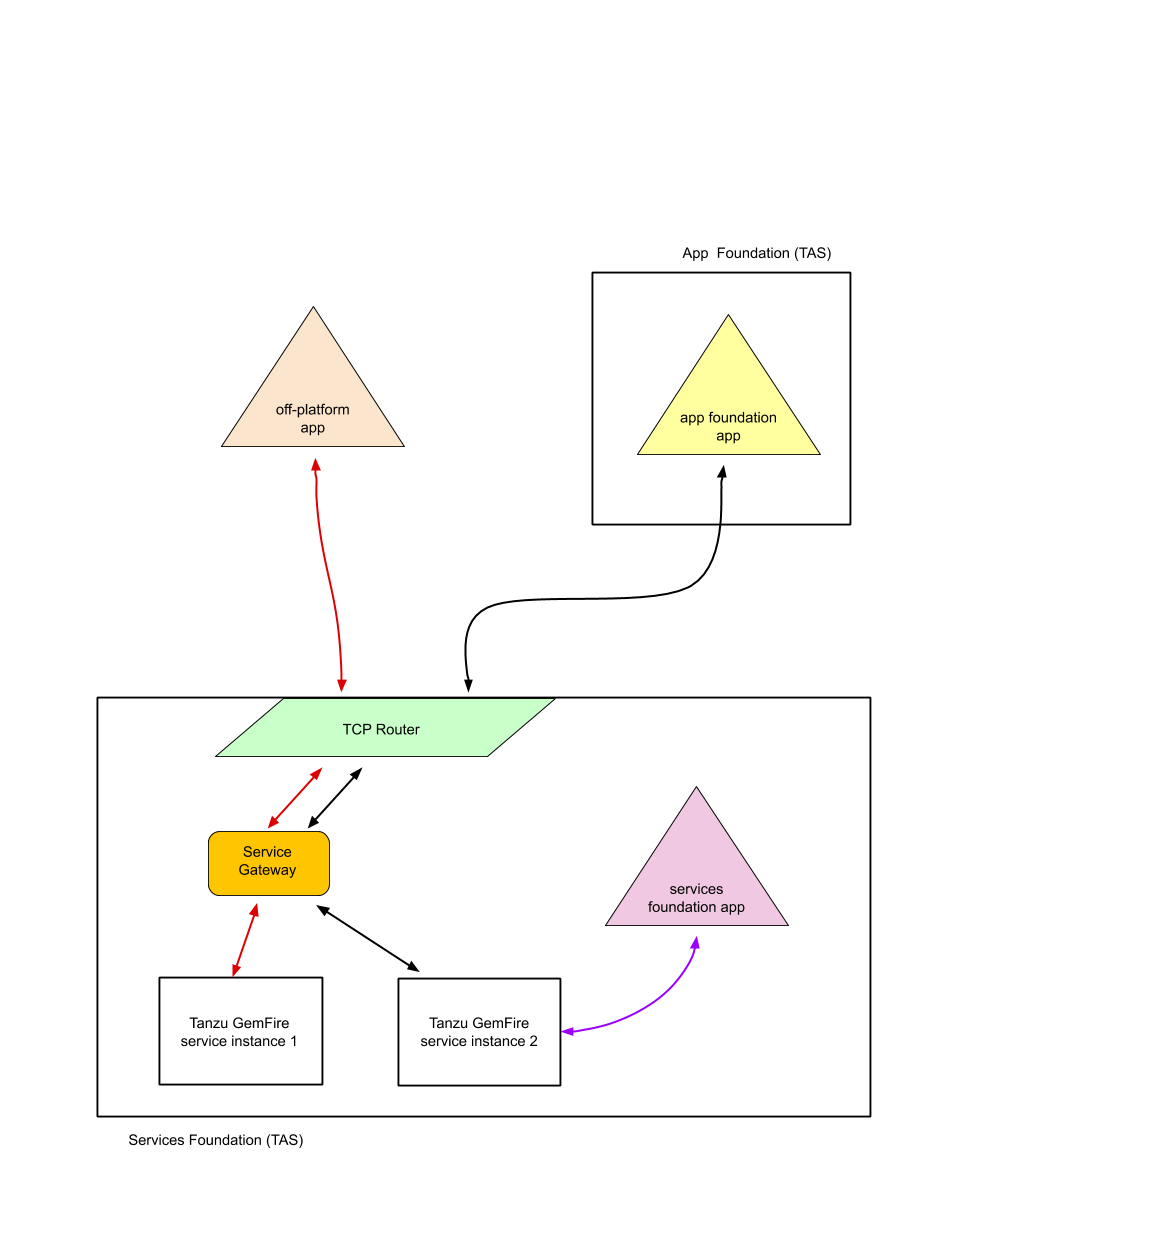 App  Foundation (TAS)
off-platform
app
app foundation
app
TCP Router
Service
Gateway
services
foundation app
Tanzu GemFire
service instance 1
Tanzu GemFire
service instance 2
Services Foundation (TAS)